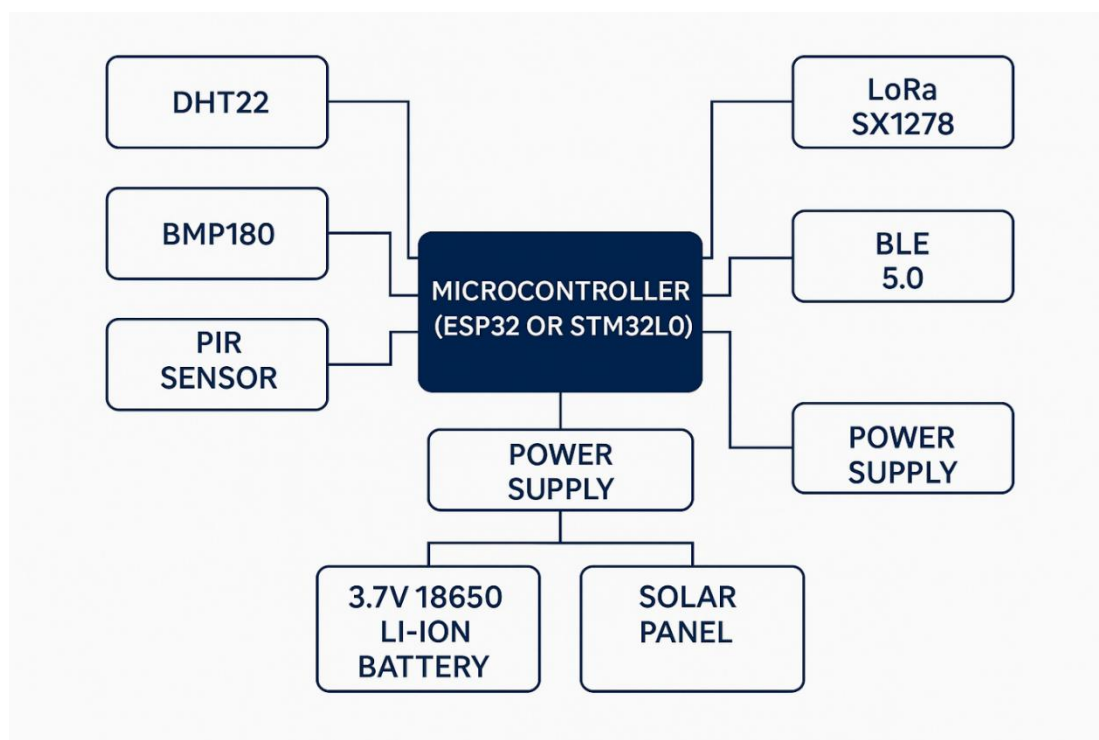 DHT22
BMP180
PIR
SENSOR
MICROCONTROLLER
(ESP32 OR STM32L0)
LoRa
SX1278
BLE
5.0
POWER
SUPPLY
POWER
SUPPLY
3.7V 18650
LI-ION
BATTERY
SOLAR
PANEL